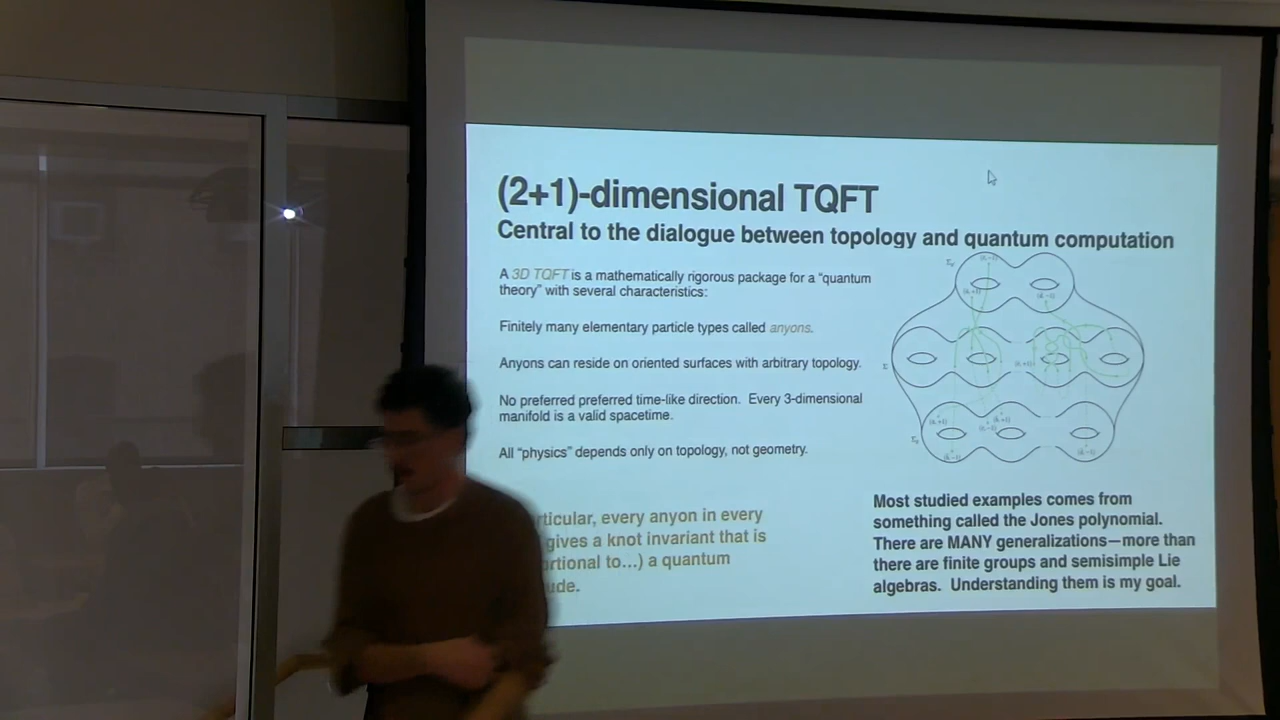 (2+1)-dimensional TQFT
Central to the dialogue between topology and quantum computation
A 3D TQFT is a mathematically rigorous package for a “quantum
theory” with several characteristics:
Finitely many elementary particle types called anyons.
Anyons can reside on oriented surfaces with arbitrary topology.
No preferred preferred time-like direction. Every 3-dimensional
manifold is a valid spacetime.
All “physics” depends only on topology, not geometry.
every anyon in every
gives a knot invariant that is
to...) a quantum
Most studied examples comes from
something called the Jones polynomial.
There are MANY generalizations—more than
there are finite groups and semisimple Lie
algebras. Understanding them is my goal.